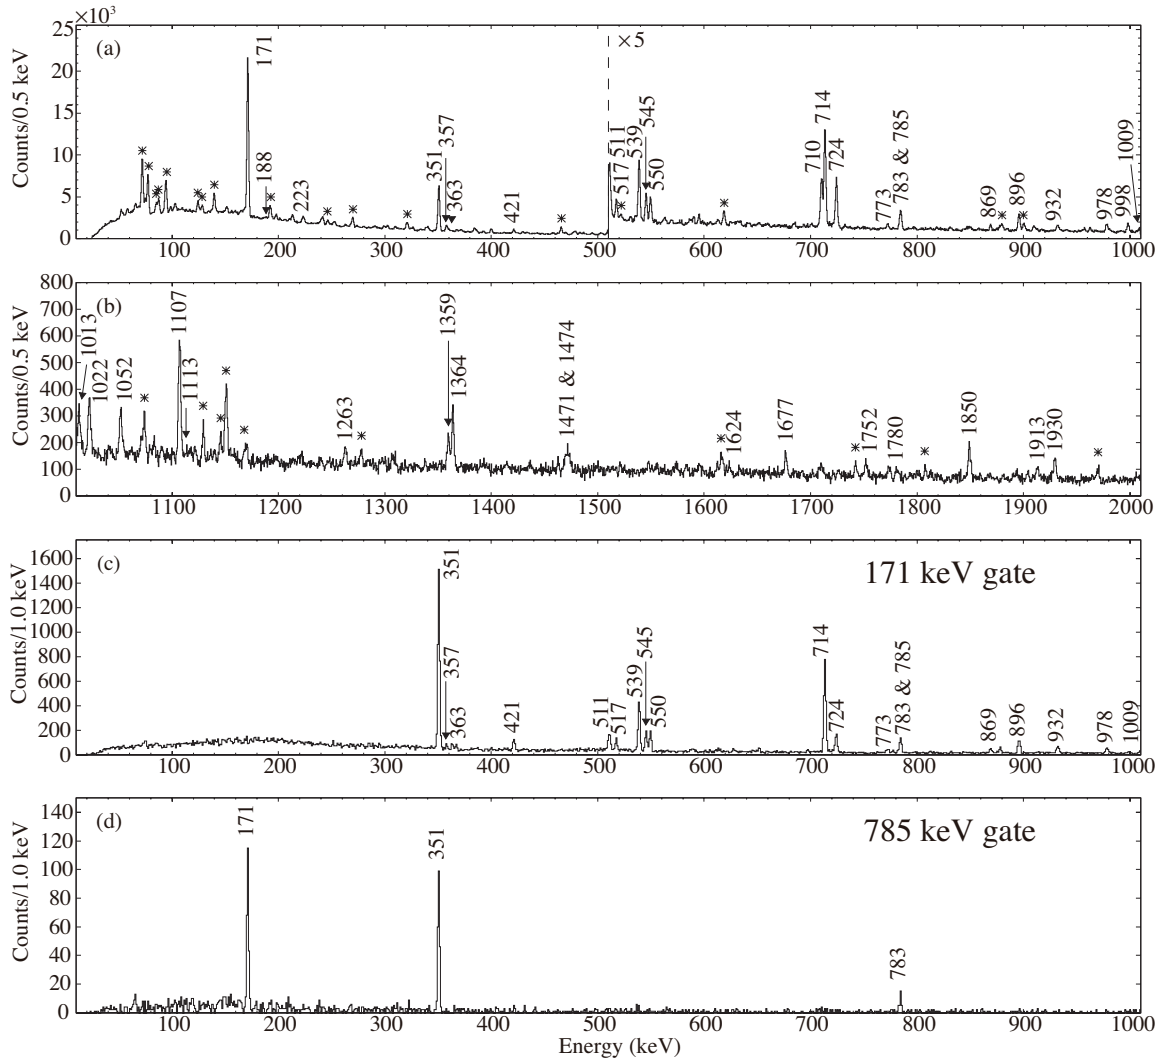 ×10³
(a)
×5
Counts/0.5 keV
25
20
15
10
5
0
* * * * * 171 188 * 223 * * * 351 357 363 421 * 511 517 * 539 545 550 * 710 714 724 773 783 & 785 869 * 896 * 932 978 998 1009
100 200 300 400 500 600 700 800 900 1000
(b)
Counts/0.5 keV
800
700
600
500
400
300
200
100
0
1013 1022 1052 * 1107 1113 * * * * 1263 * 1359 1364 1471 & 1474 * 1624 1677 * 1752 1780 * 1850 1913 1930 *
1100 1200 1300 1400 1500 1600 1700 1800 1900 2000
(c)
171 keV gate
Counts/1.0 keV
1600
1400
1200
1000
800
600
400
200
0
351 357 363 421 511 517 539 545 550 714 724 773 783 & 785 869 896 932 978 1009
100 200 300 400 500 600 700 800 900 1000
(d)
785 keV gate
Counts/1.0 keV
140
120
100
80
60
40
20
0
171 351 783
100 200 300 400 500 600 700 800 900 1000
Energy (keV)